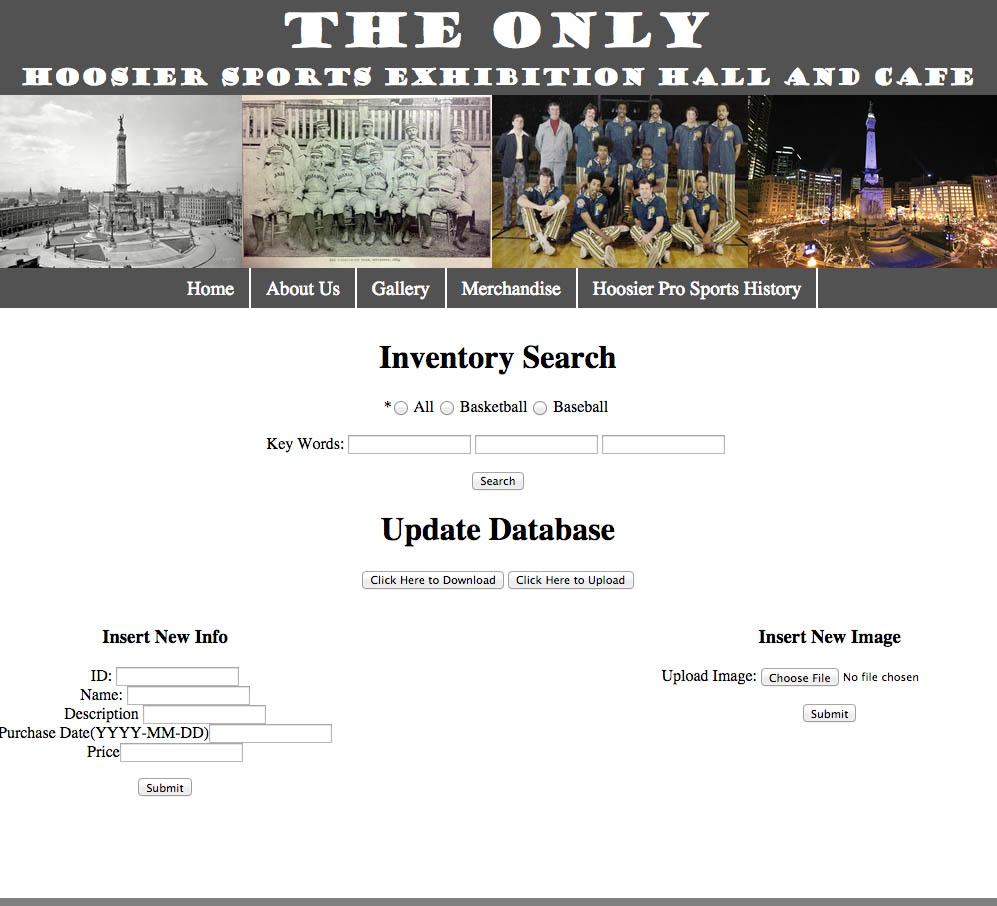 THE ONLY
HOOSIER SPORTS EXHIBITION HALL AND CAFE
Home About Us Gallery Merchandise Hoosier Pro Sports History
Inventory Search
* All Basketball Baseball
Key Words:
Search
Update Database
Click Here to Download Click Here to Upload
Insert New Info
ID:
Name:
Description
Purchase Date(YYYY-MM-DD)
Price
Submit
Insert New Image
Upload Image: Choose File No file chosen
Submit